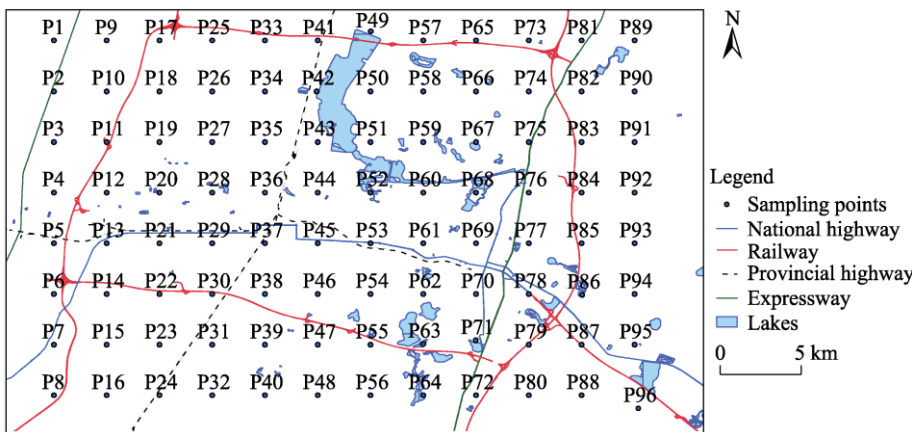 P1 P9 P17 P25 P33 P41 P49 P57 P65 P73 P81 P89
P2 P10 P18 P26 P34 P42 P50 P58 P66 P74 P82 P90
P3 P11 P19 P27 P35 P43 P51 P59 P67 P75 P83 P91
P4 P12 P20 P28 P36 P44 P52 P60 P68 P76 P84 P92
P5 P13 P21 P29 P37 P45 P53 P61 P69 P77 P85 P93
P6 P14 P22 P30 P38 P46 P54 P62 P70 P78 P86 P94
P7 P15 P23 P31 P39 P47 P55 P63 P71 P79 P87 P95
P8 P16 P24 P32 P40 P48 P56 P64 P72 P80 P88 P96
N
Legend
Sampling points
National highway
Railway
Provincial highway
Expressway
Lakes
0 5 km